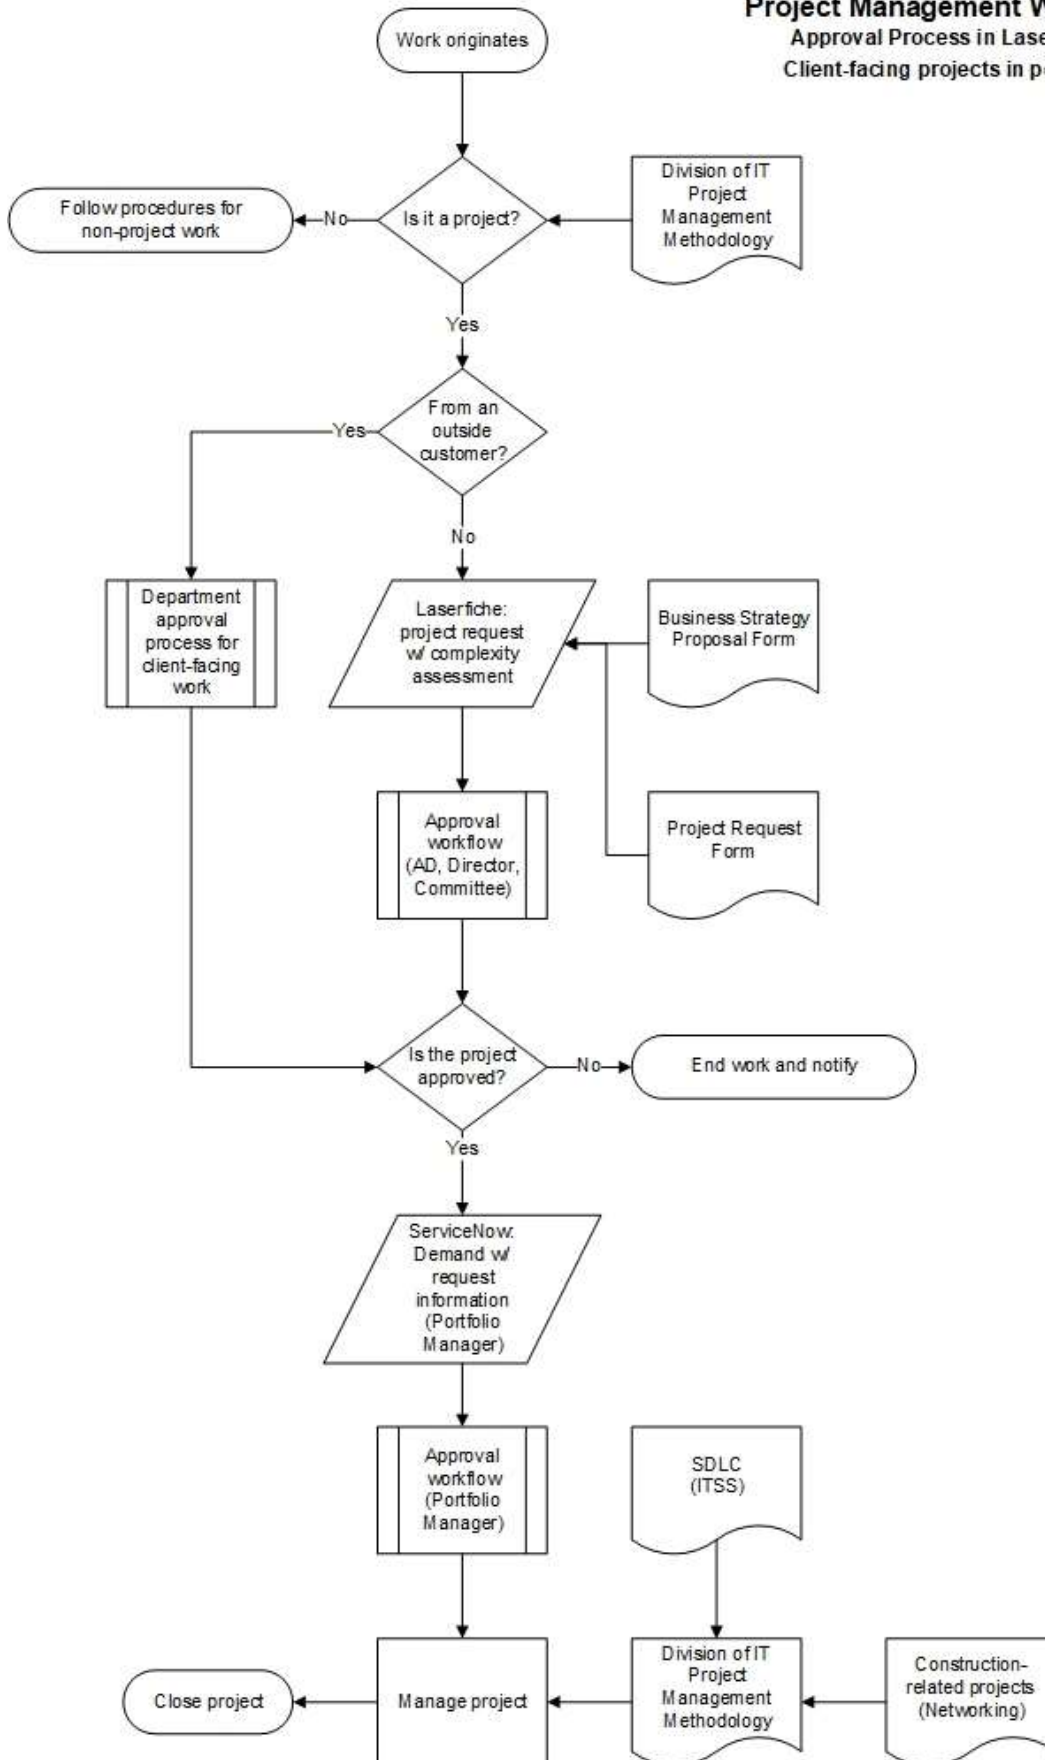 Project Management W
Approval Process in Lase
Client-facing projects in p
Work originates
Is it a project?
No
Follow procedures for
non-project work
Division of IT
Project
Management
Methodology
Yes
From an
outside
customer?
Yes
No
Department
approval
process for
client-facing
work
Laserfiche:
project request
w/ complexity
assessment
Business Strategy
Proposal Form
Approval
workflow
(AD, Director,
Committee)
Project Request
Form
Is the project
approved?
No
End work and notify
Yes
ServiceNow:
Demand w/
request
information
(Portfolio
Manager)
Approval
workflow
(Portfolio
Manager)
SDLC
(ITSS)
Close project
Manage project
Division of IT
Project
Management
Methodology
Construction-
related projects
(Networking)